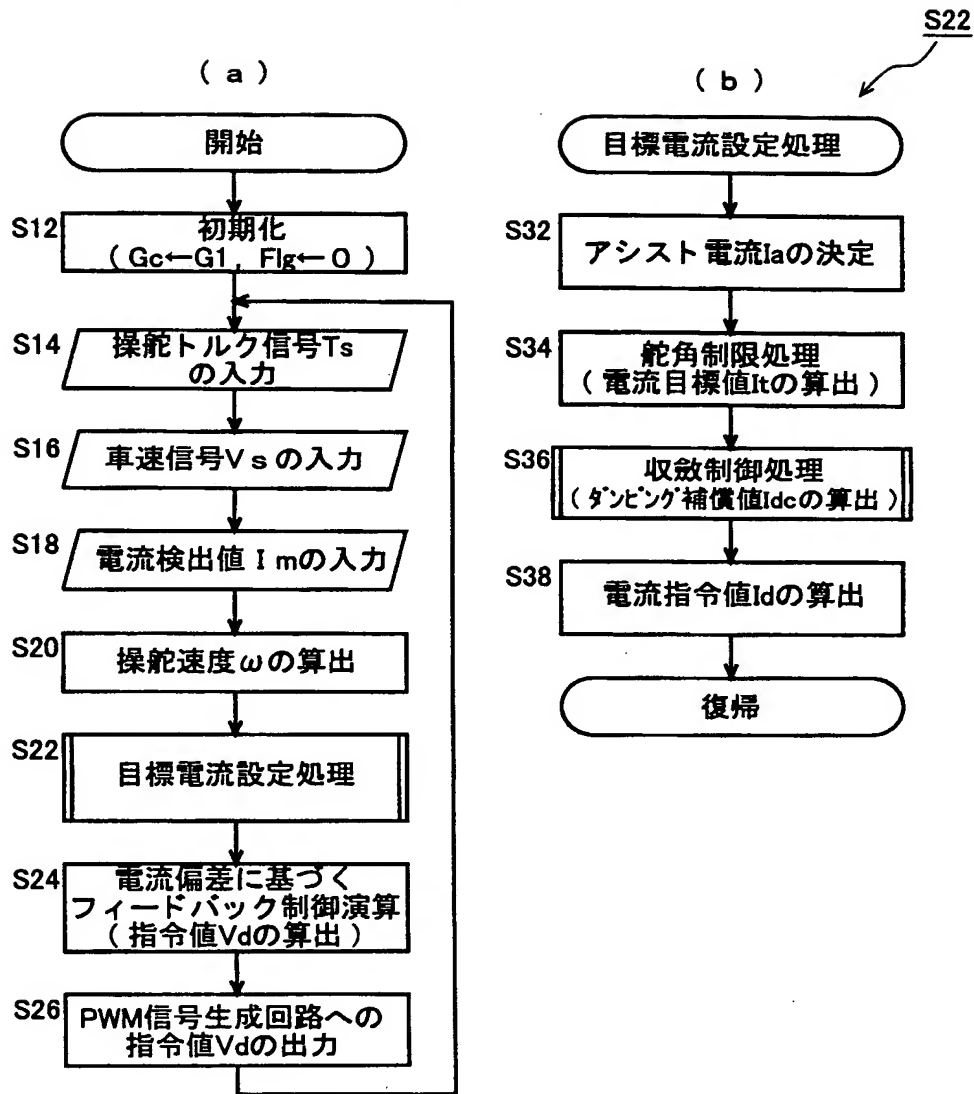 S22
( a )
開始
S12
初期化
( Gc←G1 , Flg←0 )
S14
操舵トルク信号Ts
の入力
S16
車速信号Vsの入力
S18
電流検出値Imの入力
S20
操舵速度ωの算出
S22
目標電流設定処理
S24
電流偏差に基づく
フィードバック制御演算
( 指令値Vdの算出 )
S26
PWM信号生成回路への
指令値Vdの出力
( b )
目標電流設定処理
S32
アシスト電流Iaの決定
S34
舵角制限処理
( 電流目標値Itの算出 )
S36
収斂制御処理
( ダンピング補償値Idcの算出 )
S38
電流指令値Idの算出
復帰